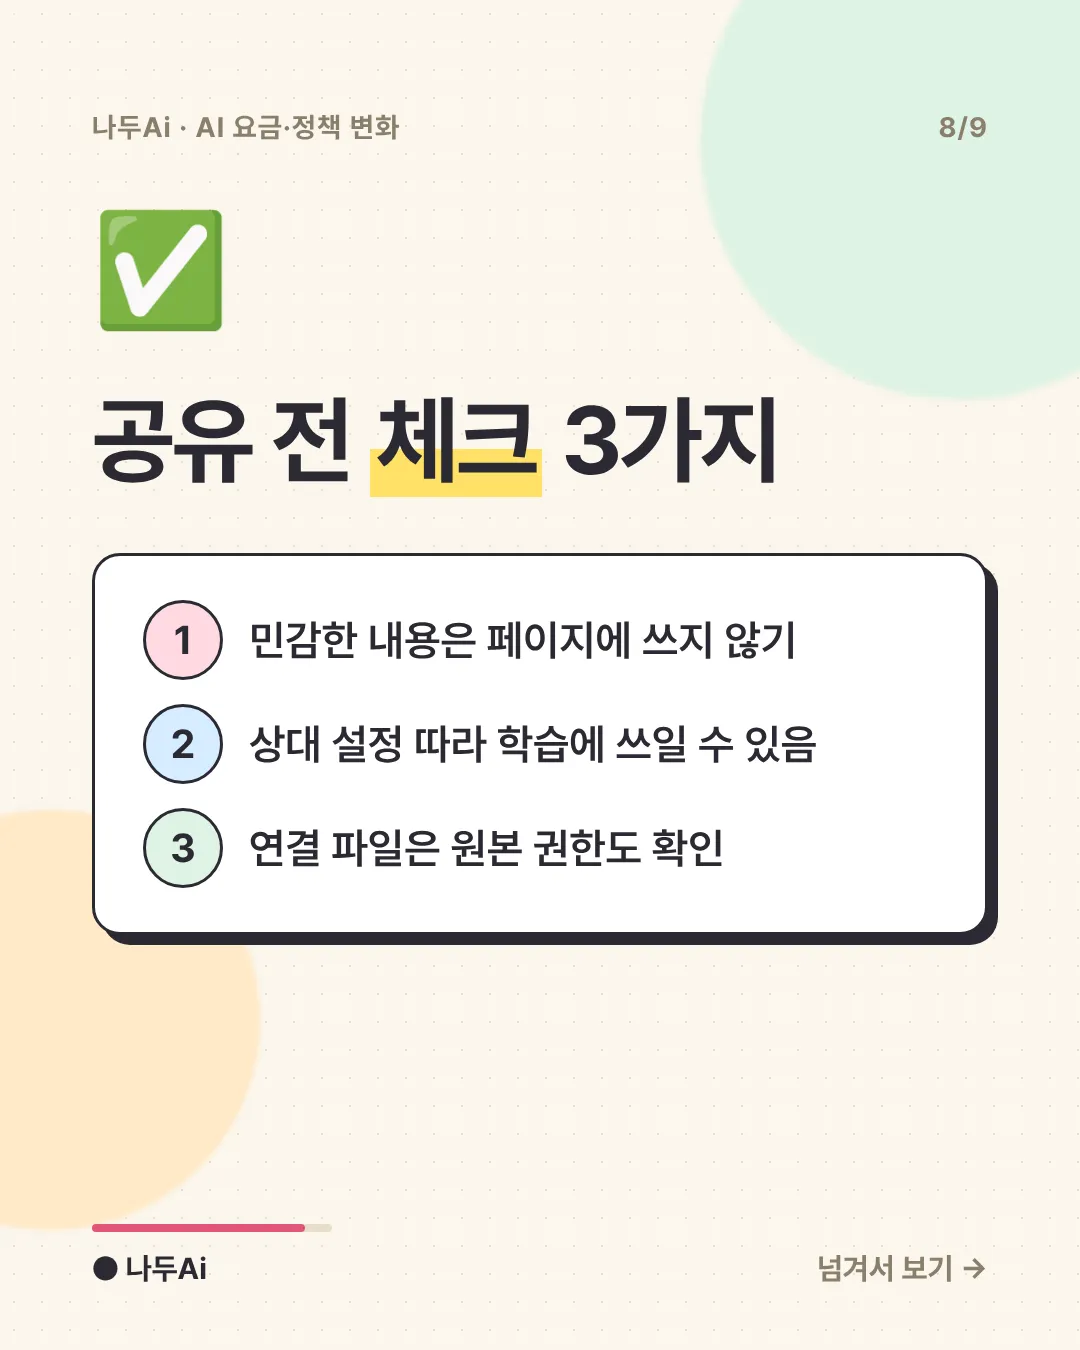 나두Ai · AI 요금·정책 변화
8/9
공유 전 체크 3가지
1 민감한 내용은 페이지에 쓰지 않기
2 상대 설정 따라 학습에 쓰일 수 있음
3 연결 파일은 원본 권한도 확인
나두Ai
넘겨서 보기 →